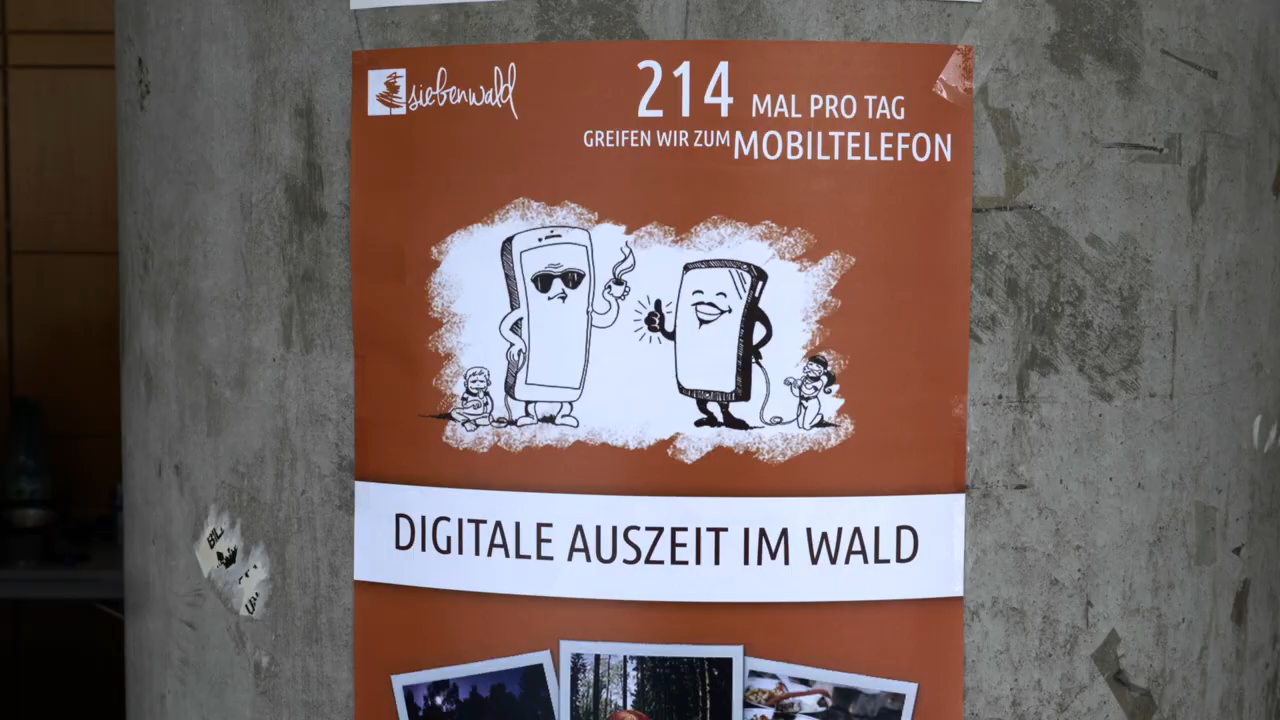 siebenwald
214 MAL PRO TAG
GREIFEN WIR ZUM MOBILTELEFON
DIGITALE AUSZEIT IM WALD